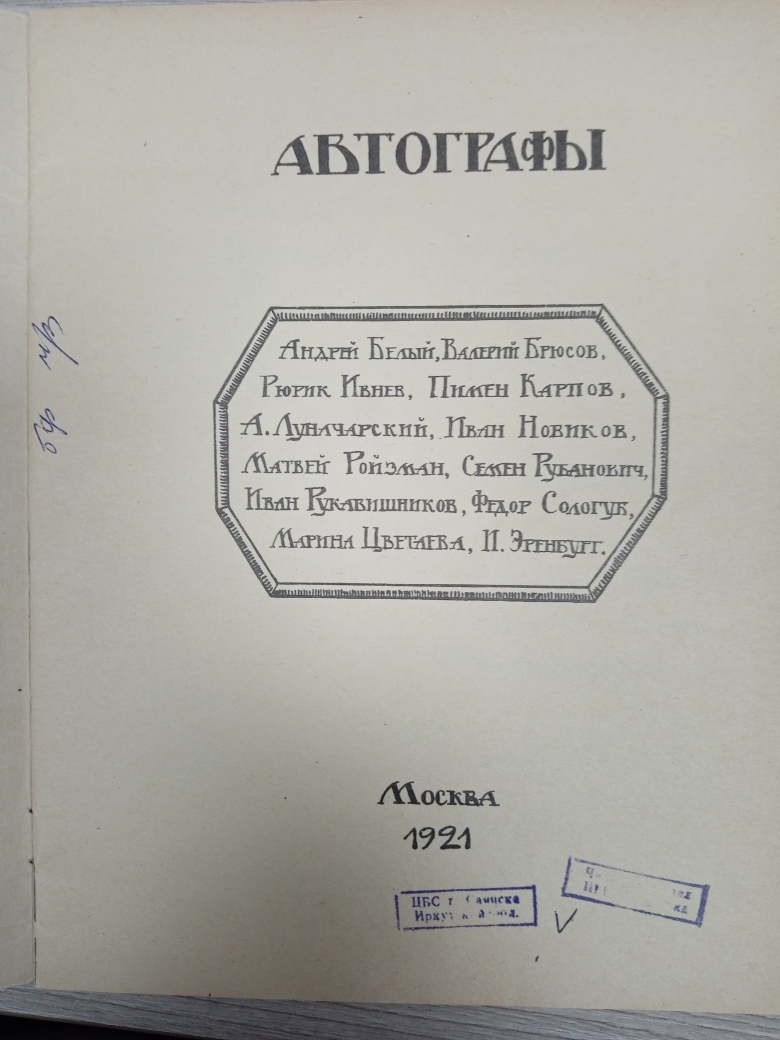 АВТОГРАФЫ
Андрей Белый, Валерий Брюсов,
Рюрик Ивнев, Пимен Карпов,
А. Луначарский, Иван Новиков,
Матвей Ройзман, Семен Рубанович,
Иван Рукавишников, Федор Сологуб,
Марина Цветаева, И. Эренбург.
Москва
1921
ЦБС г.